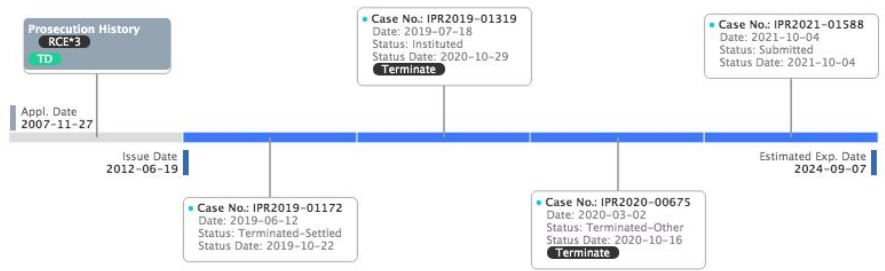 Prosecution History
RCE*3
TD
Case No.: IPR2019-01319
Date: 2019-07-18
Status: Instituted
Status Date: 2020-10-29
Terminate
Case No.: IPR2021-01588
Date: 2021-10-04
Status: Submitted
Status Date: 2021-10-04
Appl. Date
2007-11-27
Issue Date
2012-06-19
Estimated Exp. Date
2024-09-07
Case No.: IPR2019-01172
Date: 2019-06-12
Status: Terminated-Settled
Status Date: 2019-10-22
Case No.: IPR2020-00675
Date: 2020-03-02
Status: Terminated-Other
Status Date: 2020-10-16
Terminate